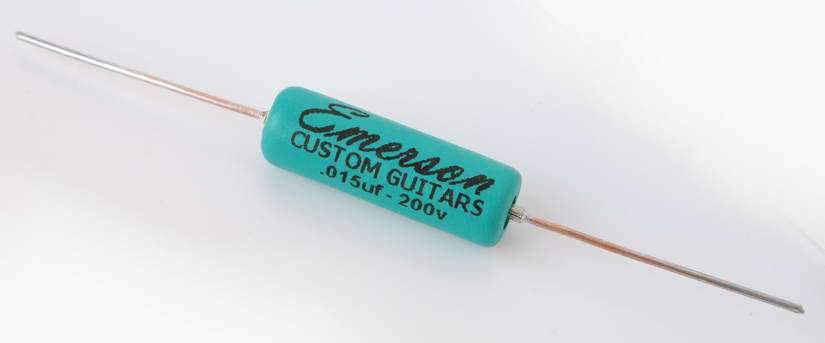 Emerson
CUSTOM GUITARS
.015uf - 200v